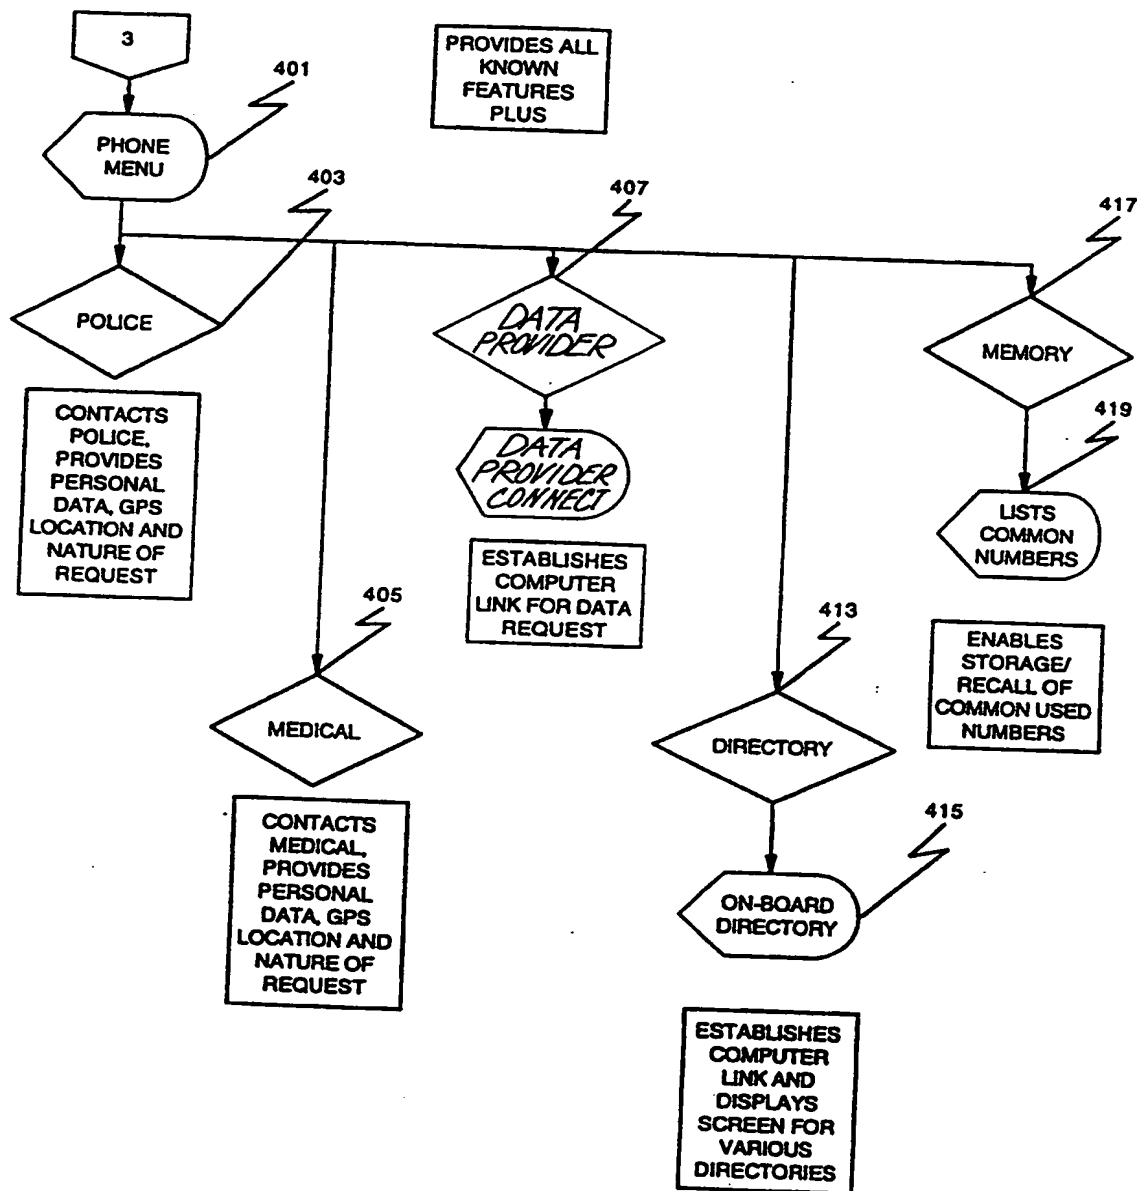 3
PROVIDES ALL
KNOWN
FEATURES
PLUS
401
PHONE
MENU
403
407
417
POLICE
DATA
PROVIDER
MEMORY
CONTACTS
POLICE,
PROVIDES
PERSONAL
DATA, GPS
LOCATION AND
NATURE OF
REQUEST
DATA
PROVIDER
CONNECT
419
LISTS
COMMON
NUMBERS
ESTABLISHES
COMPUTER
LINK FOR DATA
REQUEST
405
413
ENABLES
STORAGE/
RECALL OF
COMMON USED
NUMBERS
MEDICAL
DIRECTORY
CONTACTS
MEDICAL,
PROVIDES
PERSONAL
DATA, GPS
LOCATION AND
NATURE OF
REQUEST
415
ON-BOARD
DIRECTORY
ESTABLISHES
COMPUTER
LINK AND
DISPLAYS
SCREEN FOR
VARIOUS
DIRECTORIES